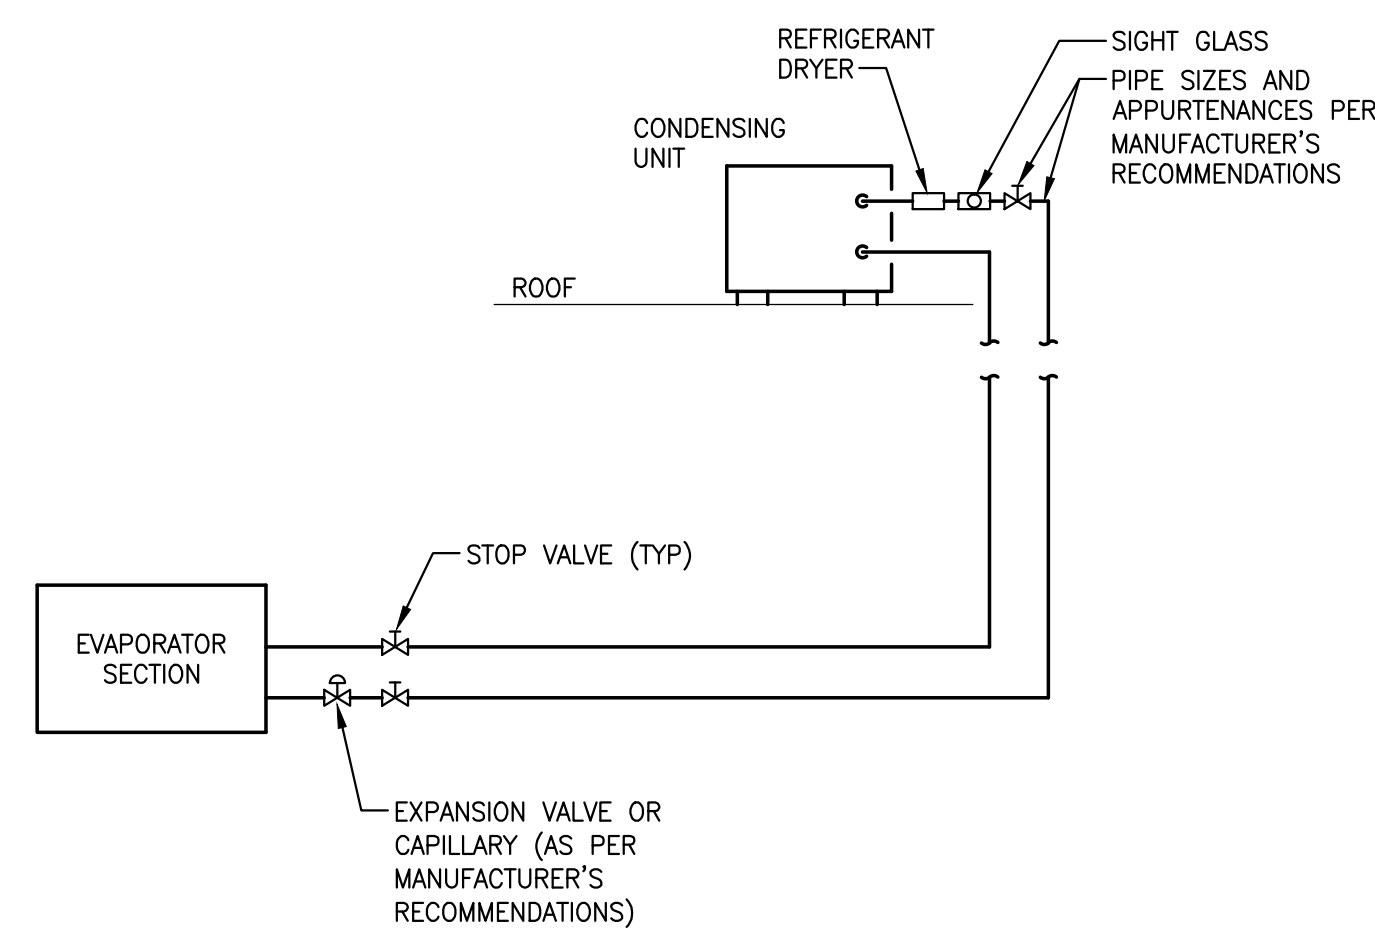 REFRIGERANT
DRYER
SIGHT GLASS
PIPE SIZES AND
APPURTENANCES PER
MANUFACTURER'S
RECOMMENDATIONS
CONDENSING
UNIT
ROOF
STOP VALVE (TYP)
EVAPORATOR
SECTION
EXPANSION VALVE OR
CAPILLARY (AS PER
MANUFACTURER'S
RECOMMENDATIONS)